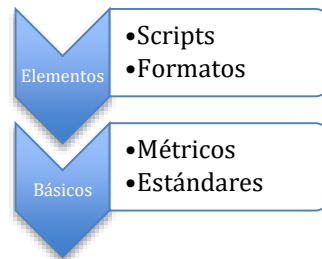 Elementos
•Scripts
•Formatos
Básicos
•Métricos
•Estándares